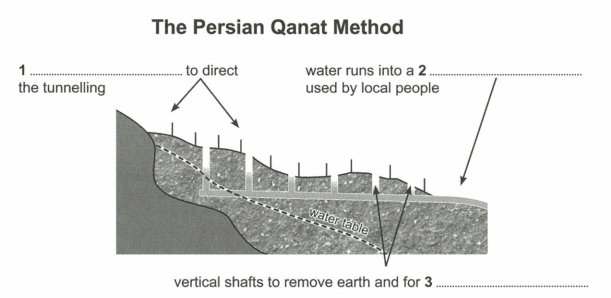 The Persian Qanat Method
1 ........................................ to direct
the tunnelling
water runs into a 2 ........................................
used by local people
water table
vertical shafts to remove earth and for 3 ........................................